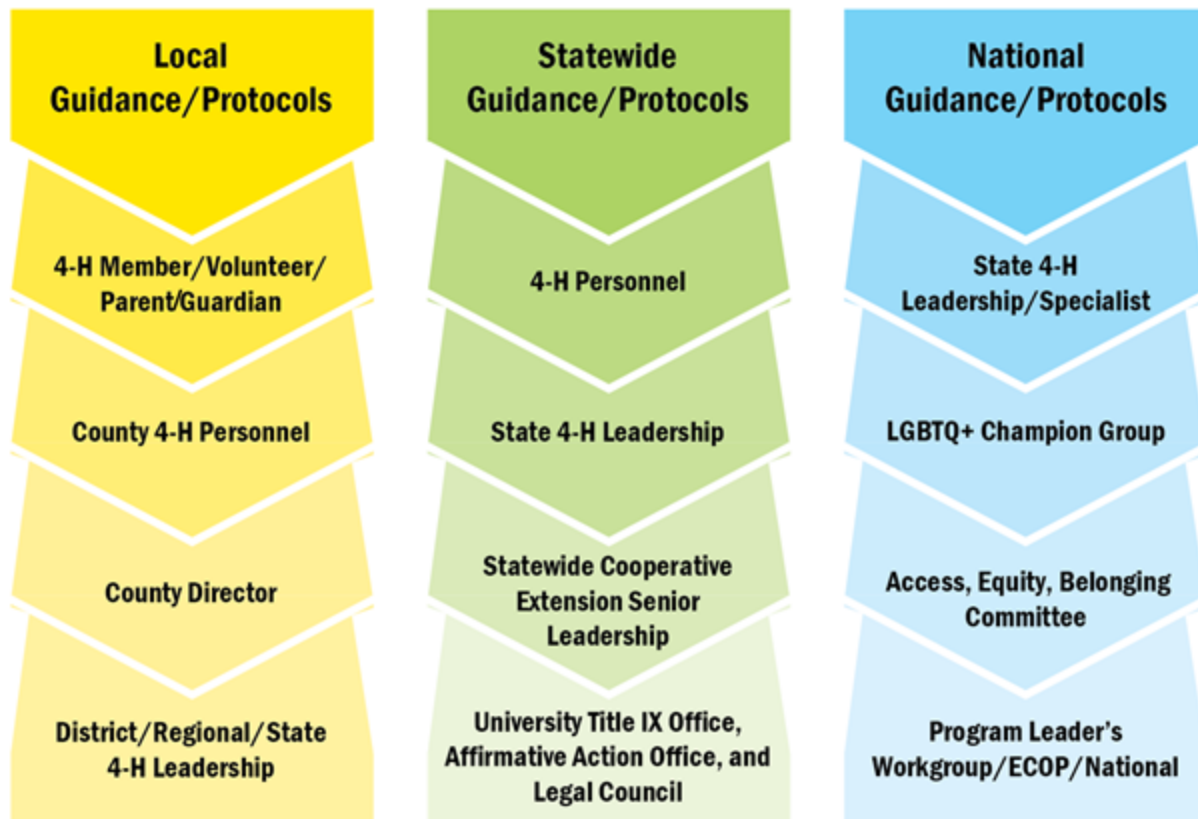 Local
Guidance/Protocols
4-H Member/Volunteer/
Parent/Guardian
County 4-H Personnel
County Director
District/Regional/State
4-H Leadership
Statewide
Guidance/Protocols
4-H Personnel
State 4-H Leadership
Statewide Cooperative
Extension Senior
Leadership
University Title IX Office,
Affirmative Action Office, and
Legal Council
National
Guidance/Protocols
State 4-H
Leadership/Specialist
LGBTQ+ Champion Group
Access, Equity, Belonging
Committee
Program Leader's
Workgroup/ECOP/National